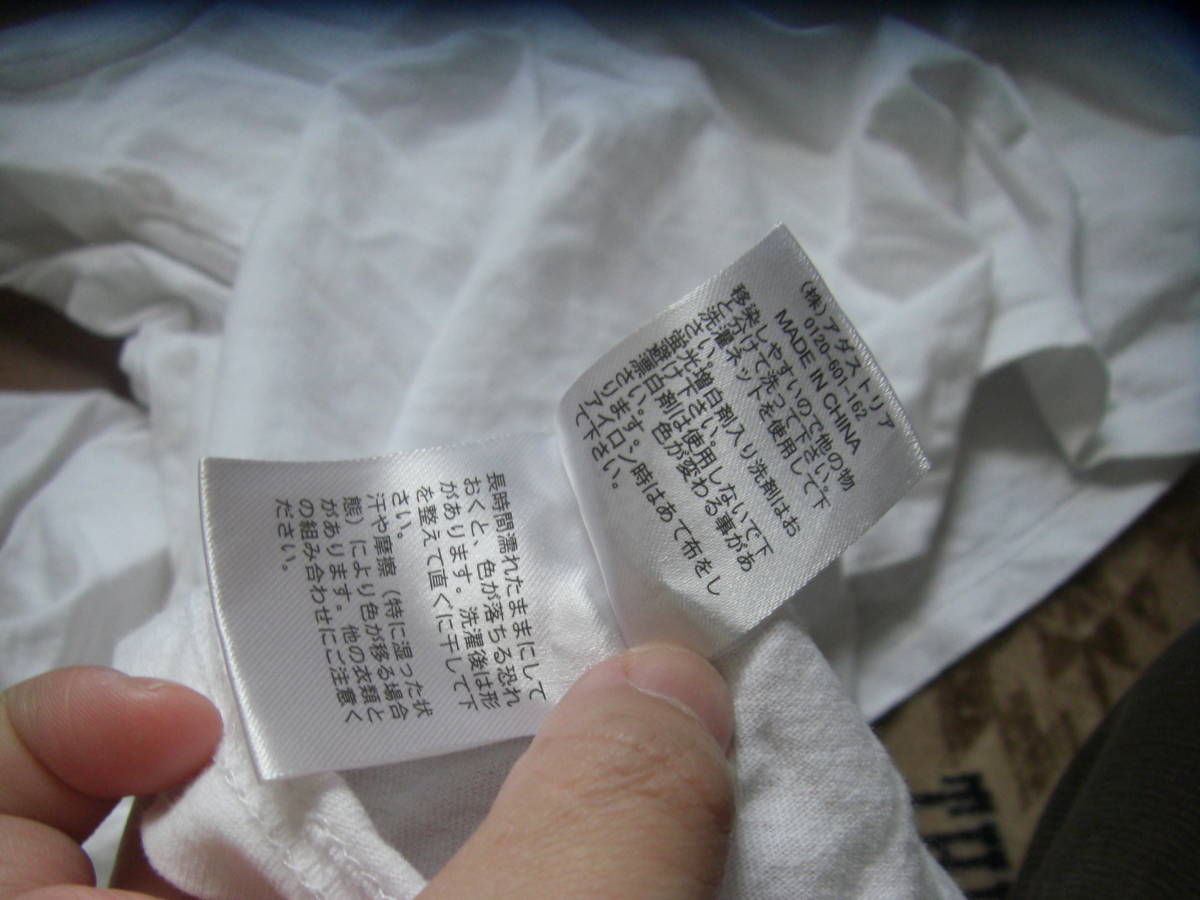 (株)アダストリア
0120-601-162
MADE IN CHINA
移染しやすいので他の物
と分けて洗って下さい。
洗濯ネットを使用して下
さい。
蛍光増白剤入り洗剤はお
避け下さい。
漂白剤は使用しないで下
さい。色が変わる事があ
ります。
アイロン時はあて布をし
て下さい。
長時間濡れたままにして
おくと、色が落ちる恐れ
があります。洗濯後は形
を整えて直ぐに干して下
さい。
汗や摩擦（特に湿った状
態）により色が移る場合
があります。他の衣類と
の組み合わせにご注意く
ださい。